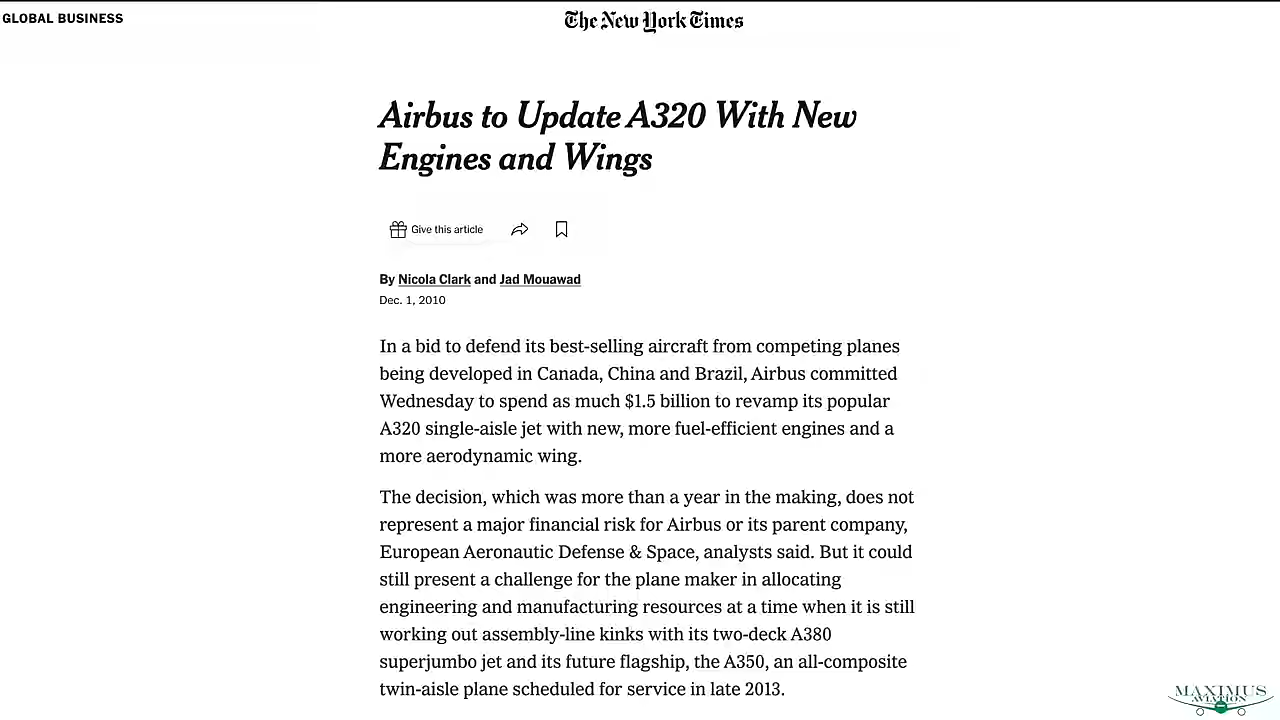 GLOBAL BUSINESS
The New York Times
Airbus to Update A320 With New
Engines and Wings
Give this article
By Nicola Clark and Jad Mouawad
Dec. 1, 2010
In a bid to defend its best-selling aircraft from competing planes
being developed in Canada, China and Brazil, Airbus committed
Wednesday to spend as much $1.5 billion to revamp its popular
A320 single-aisle jet with new, more fuel-efficient engines and a
more aerodynamic wing.
The decision, which was more than a year in the making, does not
represent a major financial risk for Airbus or its parent company,
European Aeronautic Defense & Space, analysts said. But it could
still present a challenge for the plane maker in allocating
engineering and manufacturing resources at a time when it is still
working out assembly-line kinks with its two-deck A380
superjumbo jet and its future flagship, the A350, an all-composite
twin-aisle plane scheduled for service in late 2013.
MAXIMUS
AVIATION